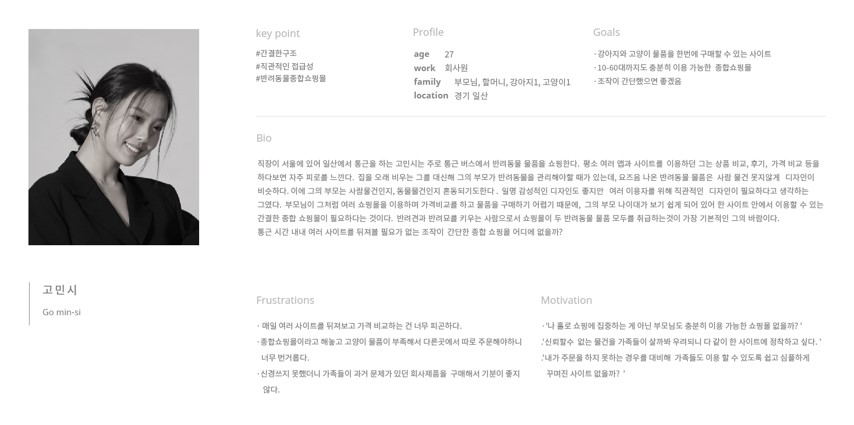 key point
#간결한구조
#직관적인 접급성
#반려동물종합쇼핑몰
Profile
age 27
work 회사원
family 부모님, 할머니, 강아지1, 고양이1
location 경기 일산
Goals
·강아지와 고양이 물품을 한번에 구매할 수 있는 사이트
·10-60대까지도 충분히 이용 가능한 종합쇼핑몰
·조작이 간단했으면 좋겠음
Bio
직장이 서울에 있어 일산에서 통근을 하는 고민시는 주로 통근 버스에서 반려동물 물품을 쇼핑한다. 평소 여러 앱과 사이트를 이용하던 그는 상품 비교, 후기, 가격 비교 등을
하다보면 자주 피로를 느낀다. 집을 오래 비우는 그를 대신해 그의 부모가 반려동물을 관리해야할 때가 있는데, 요즈음 나온 반려동물 물품은 사람 물건 못지않게 디자인이
비슷하다. 이에 그의 부모는 사람물건인지, 동물물건인지 혼동되기도한다. 일명 감성적인 디자인도 좋지만 여러 이용자를 위해 직관적인 디자인이 필요하다고 생각하는
그였다. 부모님이 그처럼 여러 쇼핑몰을 이용하며 가격비교를 하고 물품을 구매하기 어렵기 때문에, 그의 부모 나이대가 보기 쉽게 되어 있어 한 사이트 안에서 이용할 수 있는
간결한 종합 쇼핑몰이 필요하다는 것이다. 반려견과 반려묘를 키우는 사람으로서 쇼핑몰이 두 반려동물 물품 모두를 취급하는것이 가장 기본적인 그의 바램이다.
통근 시간 내내 여러 사이트를 뒤져볼 필요가 없는 조작이 간단한 종합 쇼핑몰 어디에 없을까?
고민시
Go min-si
Frustrations
· 매일 여러 사이트를 뒤져보고 가격 비교하는 건 너무 피곤하다.
·종합쇼핑몰이라고 해놓고 고양이 물품이 부족해서 다른곳에서 따로 주문해야하니
너무 번거롭다.
·신경쓰지 못했더니 가족들이 과거 문제가 있던 회사제품을 구매해서 기분이 좋지
않다.
Motivation
·'나 홀로 쇼핑에 집중하는 게 아닌 부모님도 충분히 이용 가능한 쇼핑몰 없을까? '
.'신뢰할수 없는 물건을 가족들이 살까봐 우려되니 다 같이 한 사이트에 정착하고 싶다. '
.'내가 주문을 하지 못하는 경우를 대비해 가족들도 이용 할 수 있도록 쉽고 심플하게
꾸며진 사이트 없을까? '